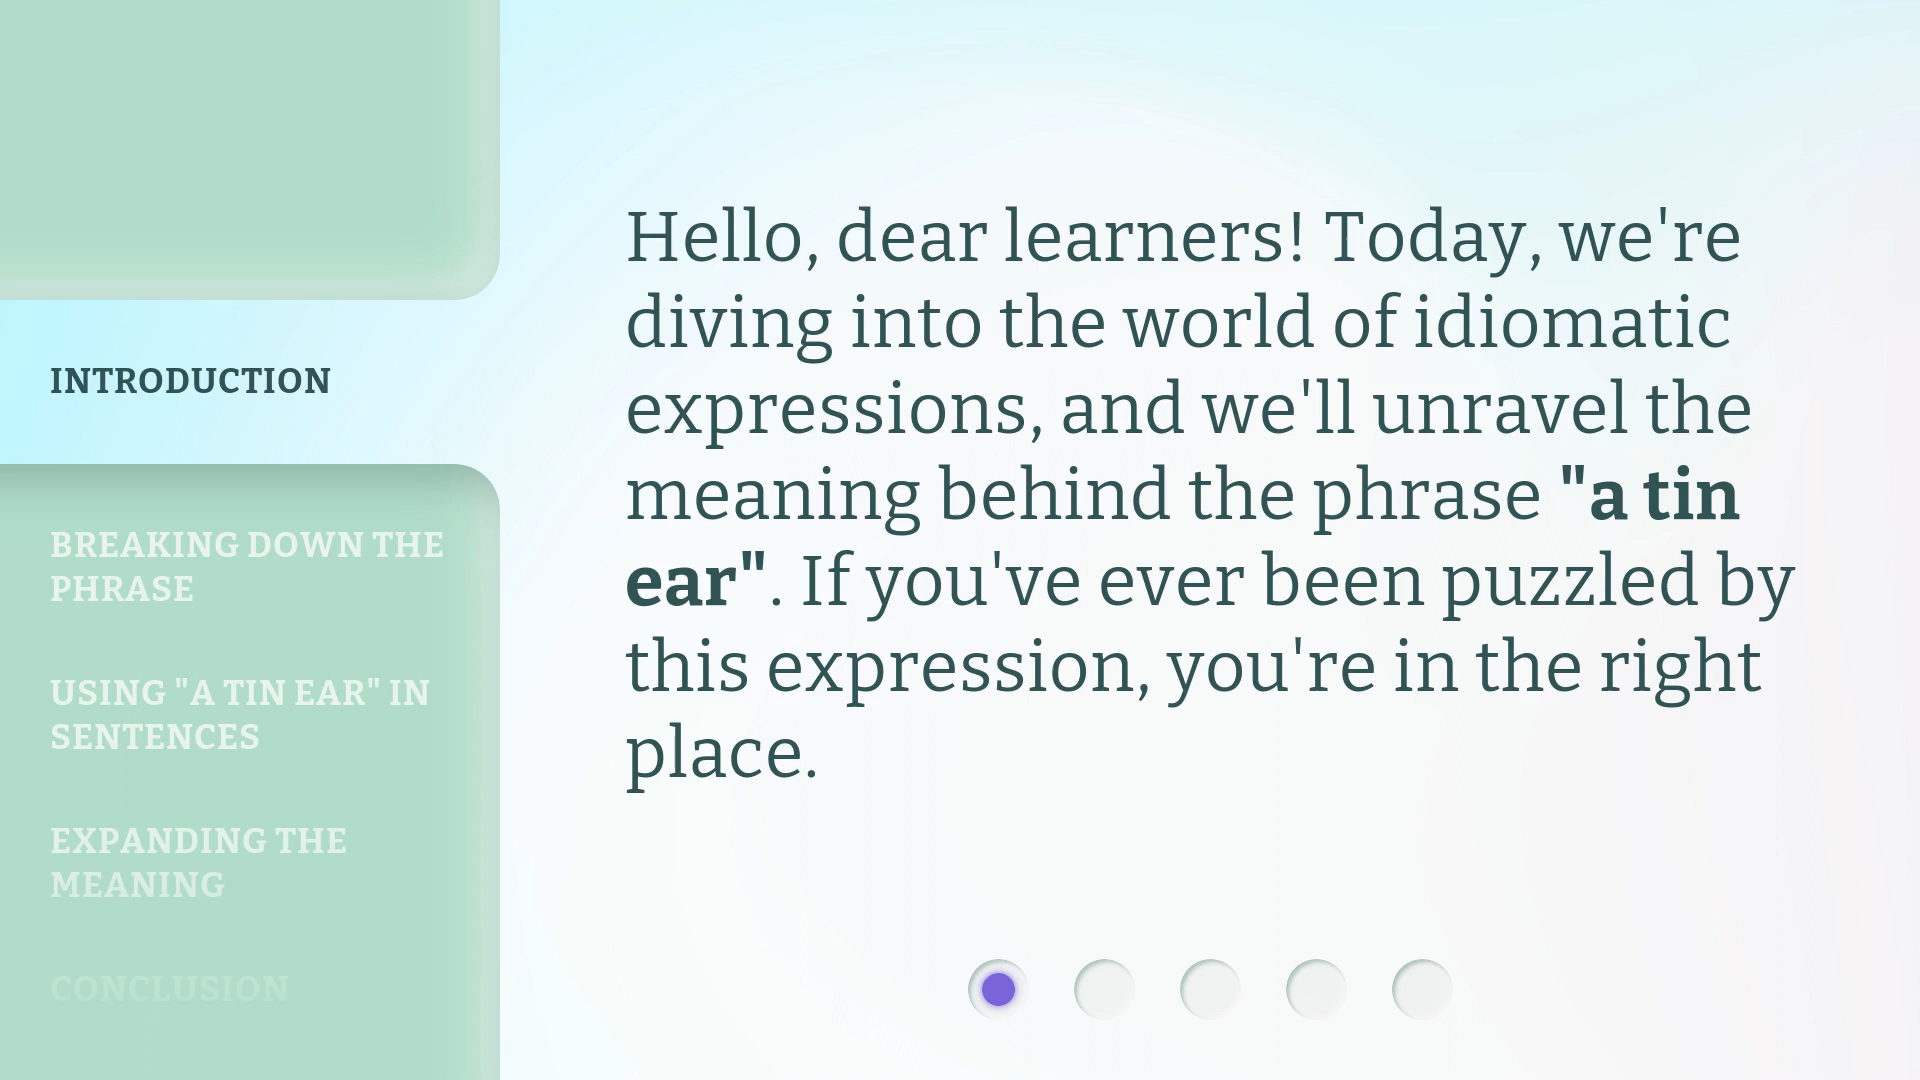 INTRODUCTION
BREAKING DOWN THE
PHRASE
USING "A TIN EAR" IN
SENTENCES
EXPANDING THE
MEANING
CONCLUSION
Hello, dear learners! Today, we're
diving into the world of idiomatic
expressions, and we'll unravel the
meaning behind the phrase "a tin
ear". If you've ever been puzzled by
this expression, you're in the right
place.